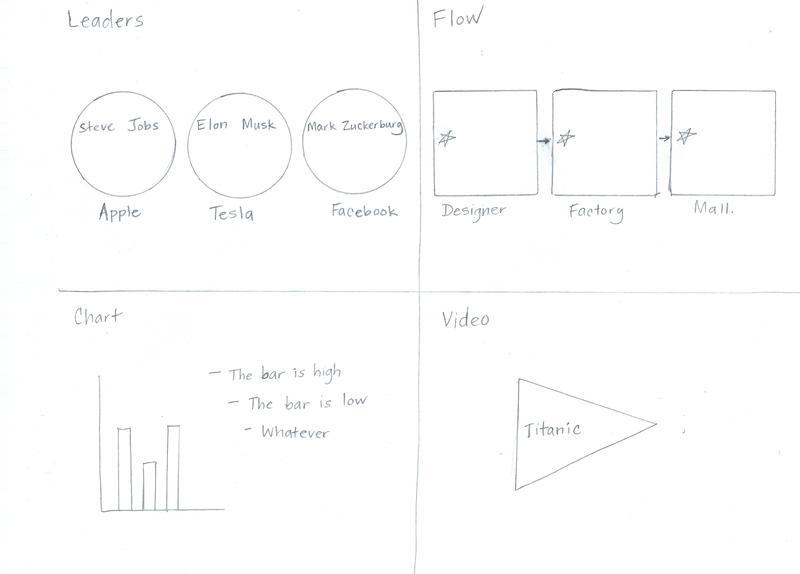 Leaders
Steve Jobs
Elon Musk
Mark Zuckerburg
Apple
Tesla
Facebook
Flow
Designer
Factory
Mall.
Chart
- The bar is high
- The bar is low
- Whatever
Video
Titanic